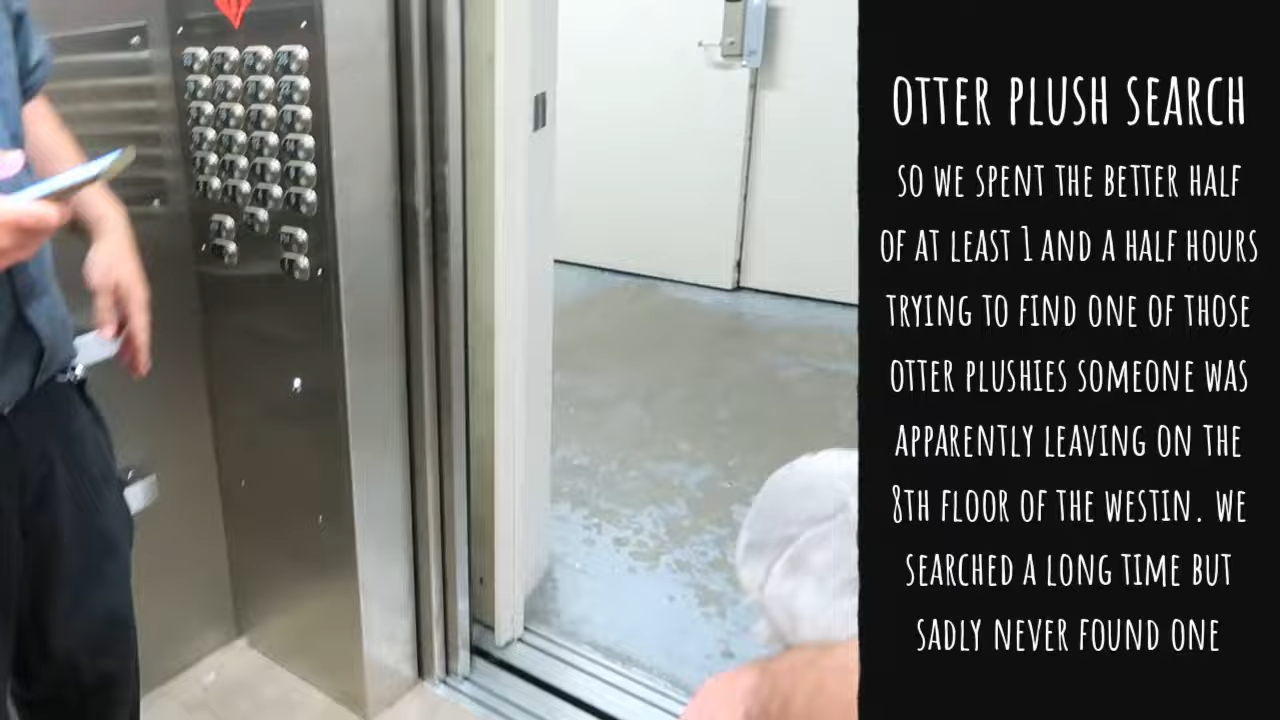 OTTER PLUSH SEARCH
SO WE SPENT THE BETTER HALF
OF AT LEAST 1 AND A HALF HOURS
TRYING TO FIND ONE OF THOSE
OTTER PLUSHIES SOMEONE WAS
APPARENTLY LEAVING ON THE
8TH FLOOR OF THE WESTIN. WE
SEARCHED A LONG TIME BUT
SADLY NEVER FOUND ONE